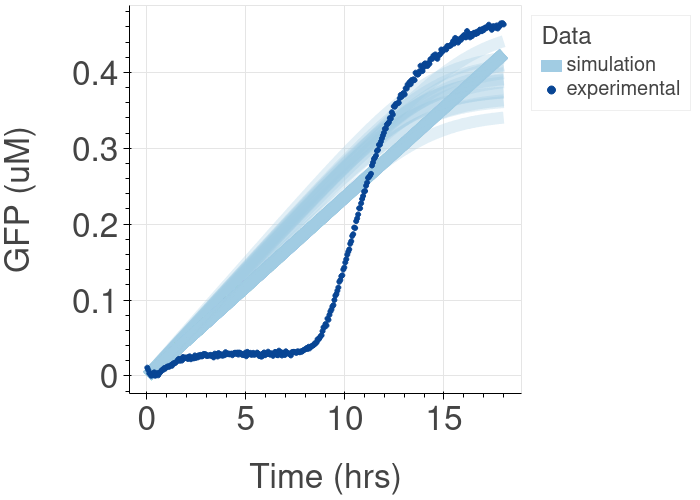 GFP (uM)
0.4
0.3
0.2
0.1
0
0 5 10 15
Time (hrs)
Data
simulation
experimental